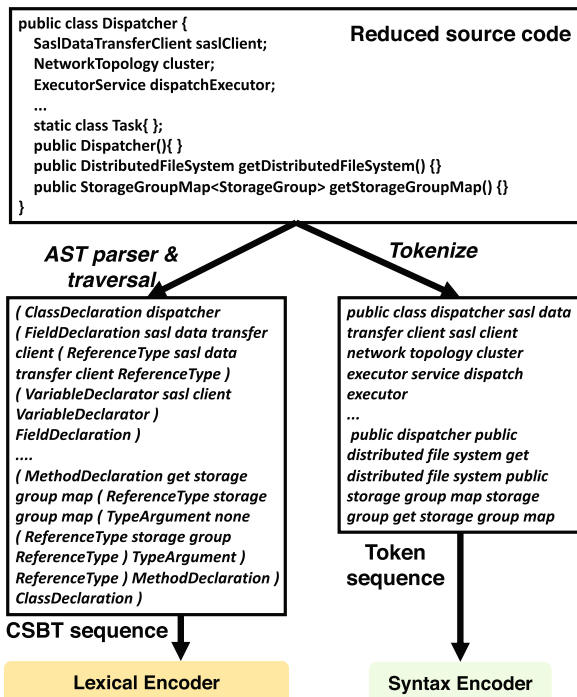 public class Dispatcher {
Reduced source code
SaslDataTransferClient saslClient;
NetworkTopology cluster;
ExecutorService dispatchExecutor;
...
static class Task{ };
public Dispatcher(){ }
public DistributedFileSystem getDistributedFileSystem() {}
public StorageGroupMap<StorageGroup> getStorageGroupMap() {}
}
AST parser &
traversal
Tokenize
( ClassDeclaration dispatcher
( FieldDeclaration sasl data transfer
client ( ReferenceType sasl data
transfer client ReferenceType )
( VariableDeclarator sasl client
VariableDeclarator )
FieldDeclaration )
....
( MethodDeclaration get storage
group map ( ReferenceType storage
group map ( TypeArgument none
( ReferenceType storage group
ReferenceType ) TypeArgument )
ReferenceType ) MethodDeclaration )
ClassDeclaration )
public class dispatcher sasl data
transfer client sasl client
network topology cluster
executor service dispatch
executor
...
public dispatcher public
distributed file system get
distributed file system public
storage group map storage
group get storage group map
CSBT sequence
Token
sequence
Lexical Encoder
Syntax Encoder